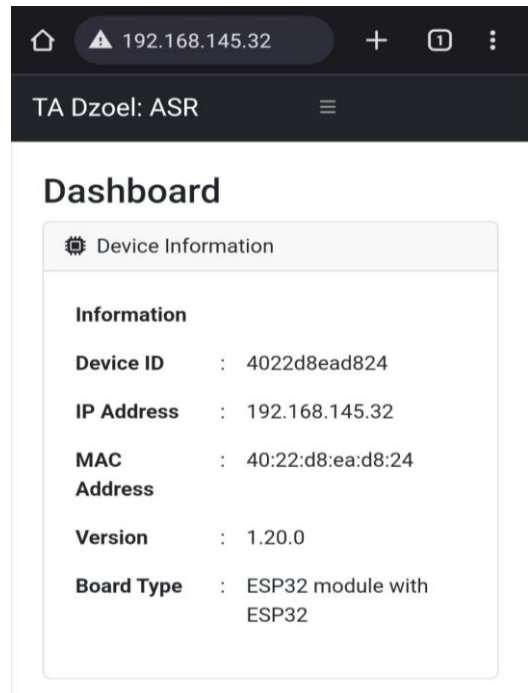 192.168.145.32 1
TA Dzoel: ASR
Dashboard
Device Information
Information
Device ID : 4022d8ead824
IP Address : 192.168.145.32
MAC : 40:22:d8:ea:d8:24
Address
Version : 1.20.0
Board Type : ESP32 module with
ESP32